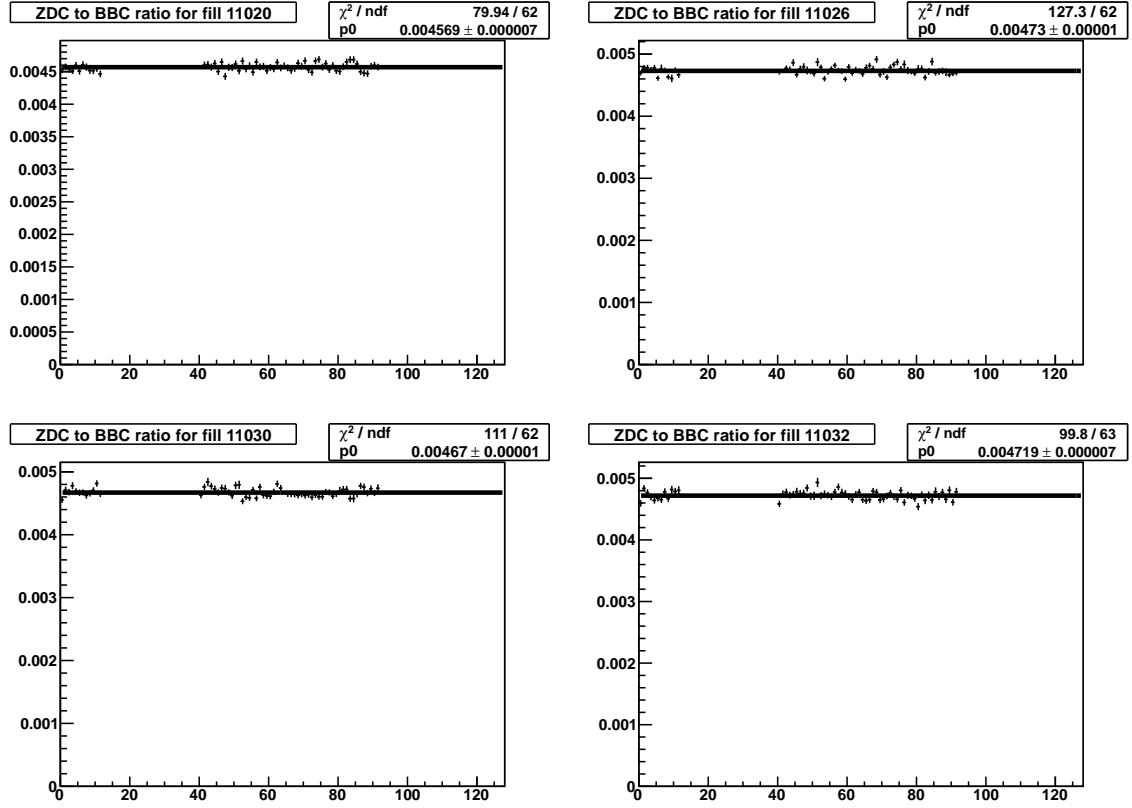 ZDC to BBC ratio for fill 11020
χ² / ndf 79.94 / 62
p0 0.004569 ± 0.000007
0.0045
0.004
0.0035
0.003
0.0025
0.002
0.0015
0.001
0.0005
0
0 20 40 60 80 100 120
ZDC to BBC ratio for fill 11026
χ² / ndf 127.3 / 62
p0 0.00473 ± 0.00001
0.005
0.004
0.003
0.002
0.001
0
0 20 40 60 80 100 120
ZDC to BBC ratio for fill 11030
χ² / ndf 111 / 62
p0 0.00467 ± 0.00001
0.005
0.004
0.003
0.002
0.001
0
0 20 40 60 80 100 120
ZDC to BBC ratio for fill 11032
χ² / ndf 99.8 / 63
p0 0.004719 ± 0.000007
0.005
0.004
0.003
0.002
0.001
0
0 20 40 60 80 100 120